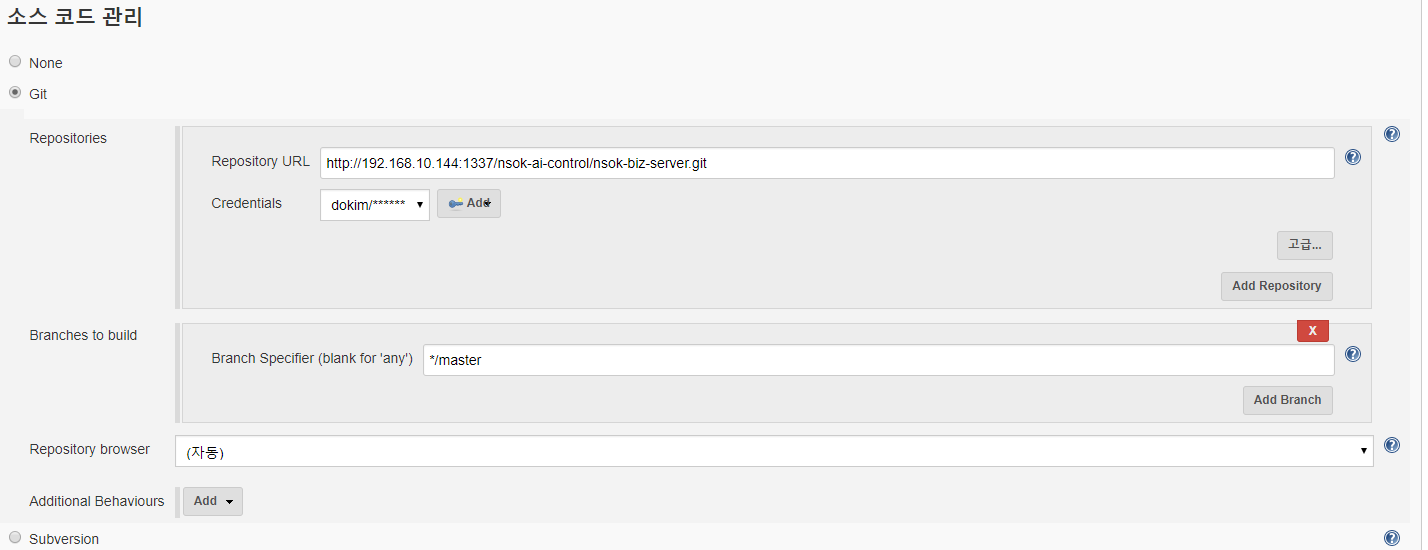 소스 코드 관리
None
Git
Repositories
Repository URL http://192.168.10.144:1337/nsok-ai-control/nsok-biz-server.git
Credentials dokim/****** Add
고급...
Add Repository
Branches to build
X
Branch Specifier (blank for 'any') */master
Add Branch
Repository browser (자동)
Additional Behaviours Add
Subversion